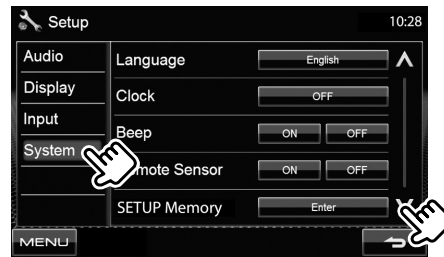 Setup 10:28
Audio
Display
Input
System
Language English
Clock OFF
Beep ON OFF
mote Sensor ON OFF
SETUP Memory Enter
MENU